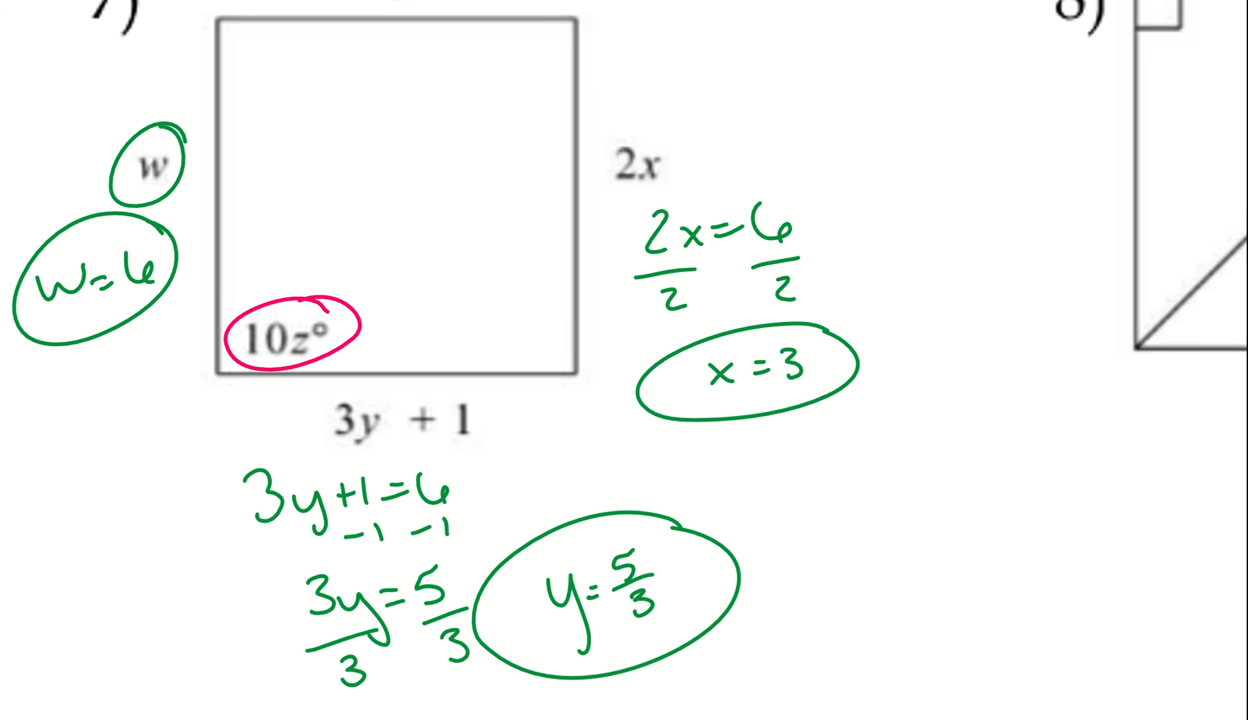 7)
8)
w
2x
w=6
2x=6
2 2
10z°
x=3
3y + 1
3y+1=6
-1 -1
3y=5
3 3
y=5/3